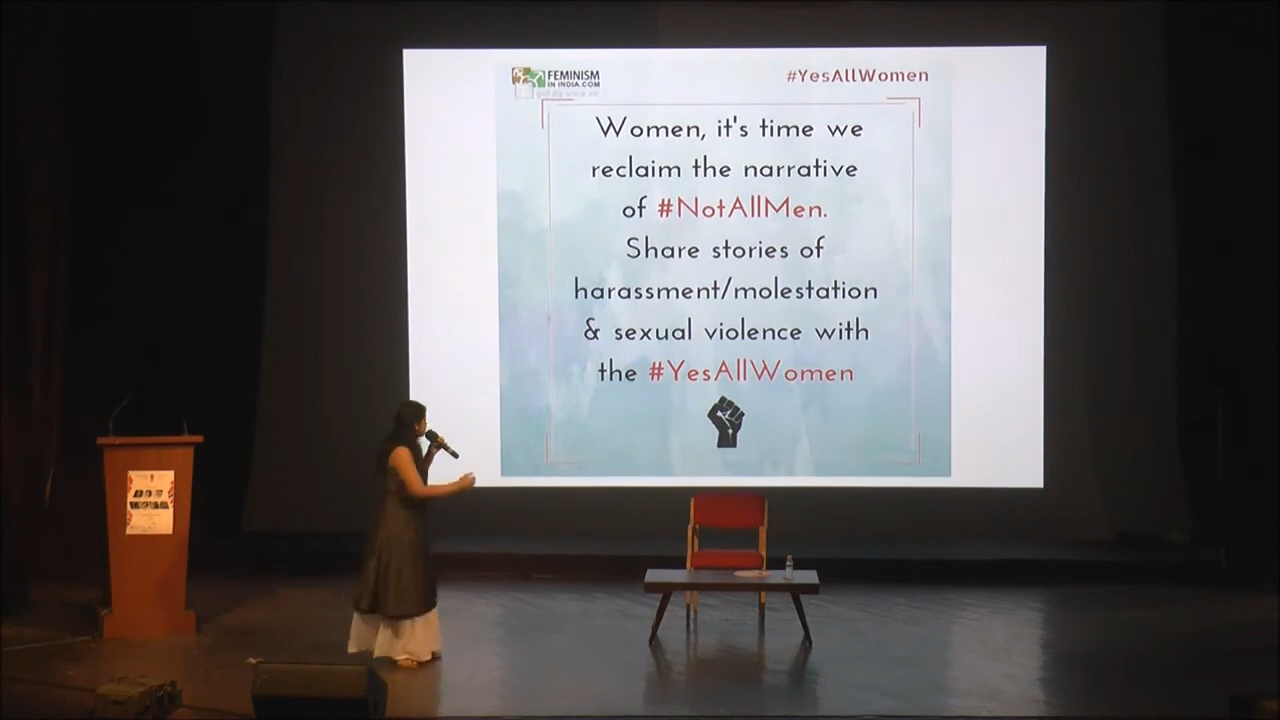 FEMINISM
IN INDIA.COM
#YesAllWomen
Women, it's time we
reclaim the narrative
of #NotAllMen.
Share stories of
harassment/molestation
& sexual violence with
the #YesAllWomen